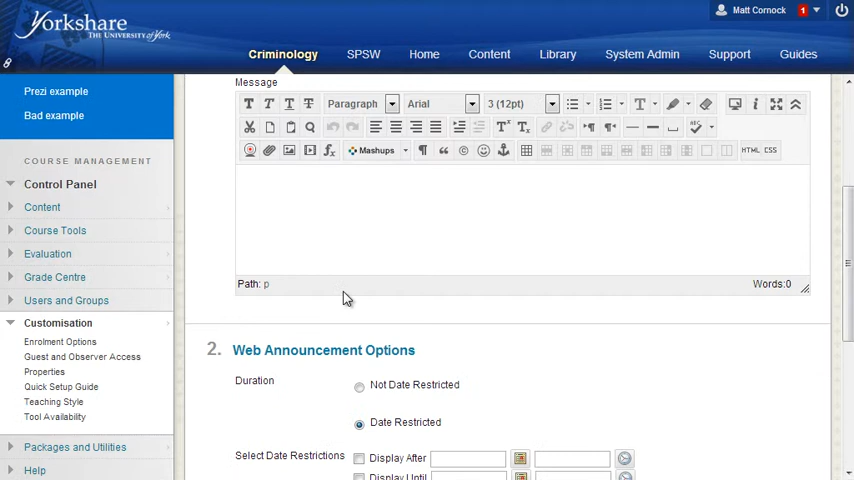 Matt Cornock 1
Yorkshare
THE UNIVERSITY of York
Criminology SPSW Home Content Library System Admin Support Guides
Prezi example
Bad example
COURSE MANAGEMENT
Control Panel
Content
Course Tools
Evaluation
Grade Centre
Users and Groups
Customisation
Enrolment Options
Guest and Observer Access
Properties
Quick Setup Guide
Teaching Style
Tool Availability
Packages and Utilities
Help
Message
T T T T Paragraph Arial 3 (12pt) T
Mashups HTML CSS
Path: p Words:0
2. Web Announcement Options
Duration
Not Date Restricted
Date Restricted
Select Date Restrictions Display After
Display Until